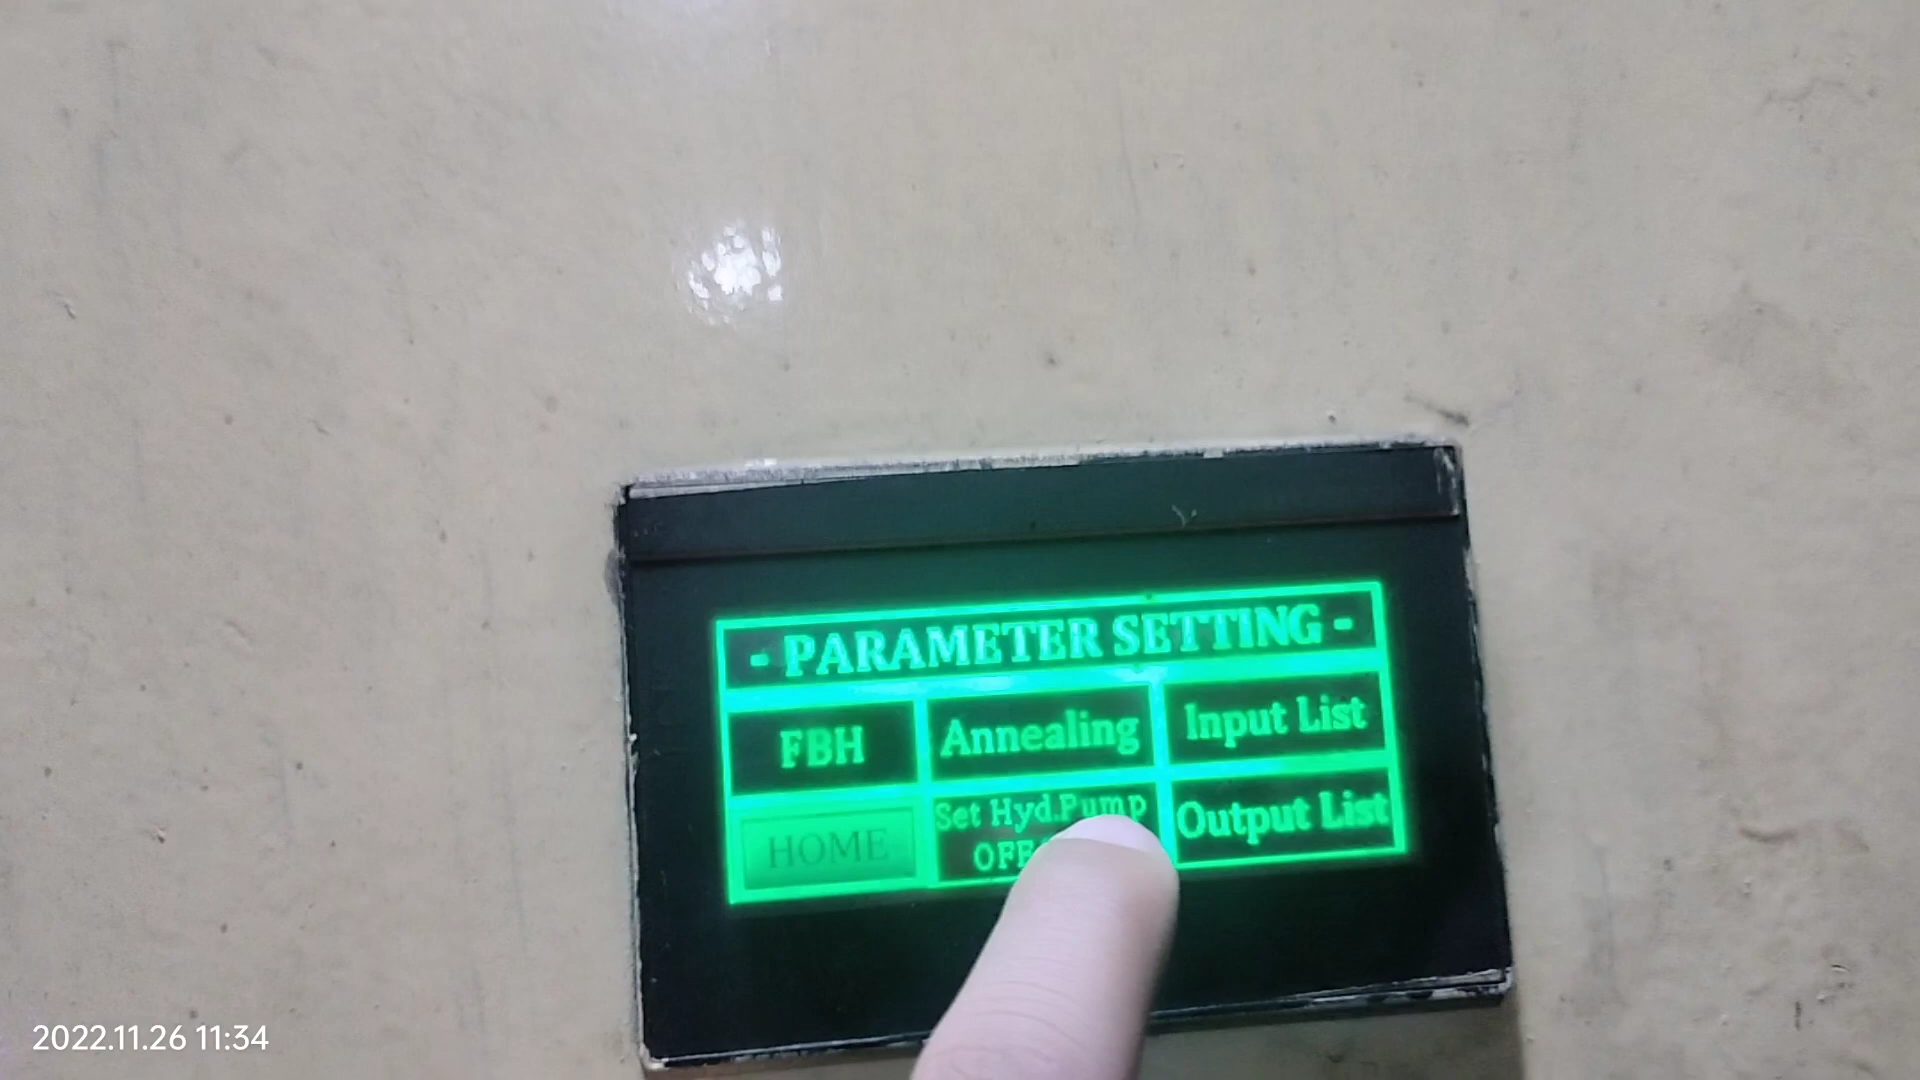 - PARAMETER SETTING -
FBH
Annealing
Input List
HOME
Set Hyd.Pump
Output List
2022.11.26 11:34